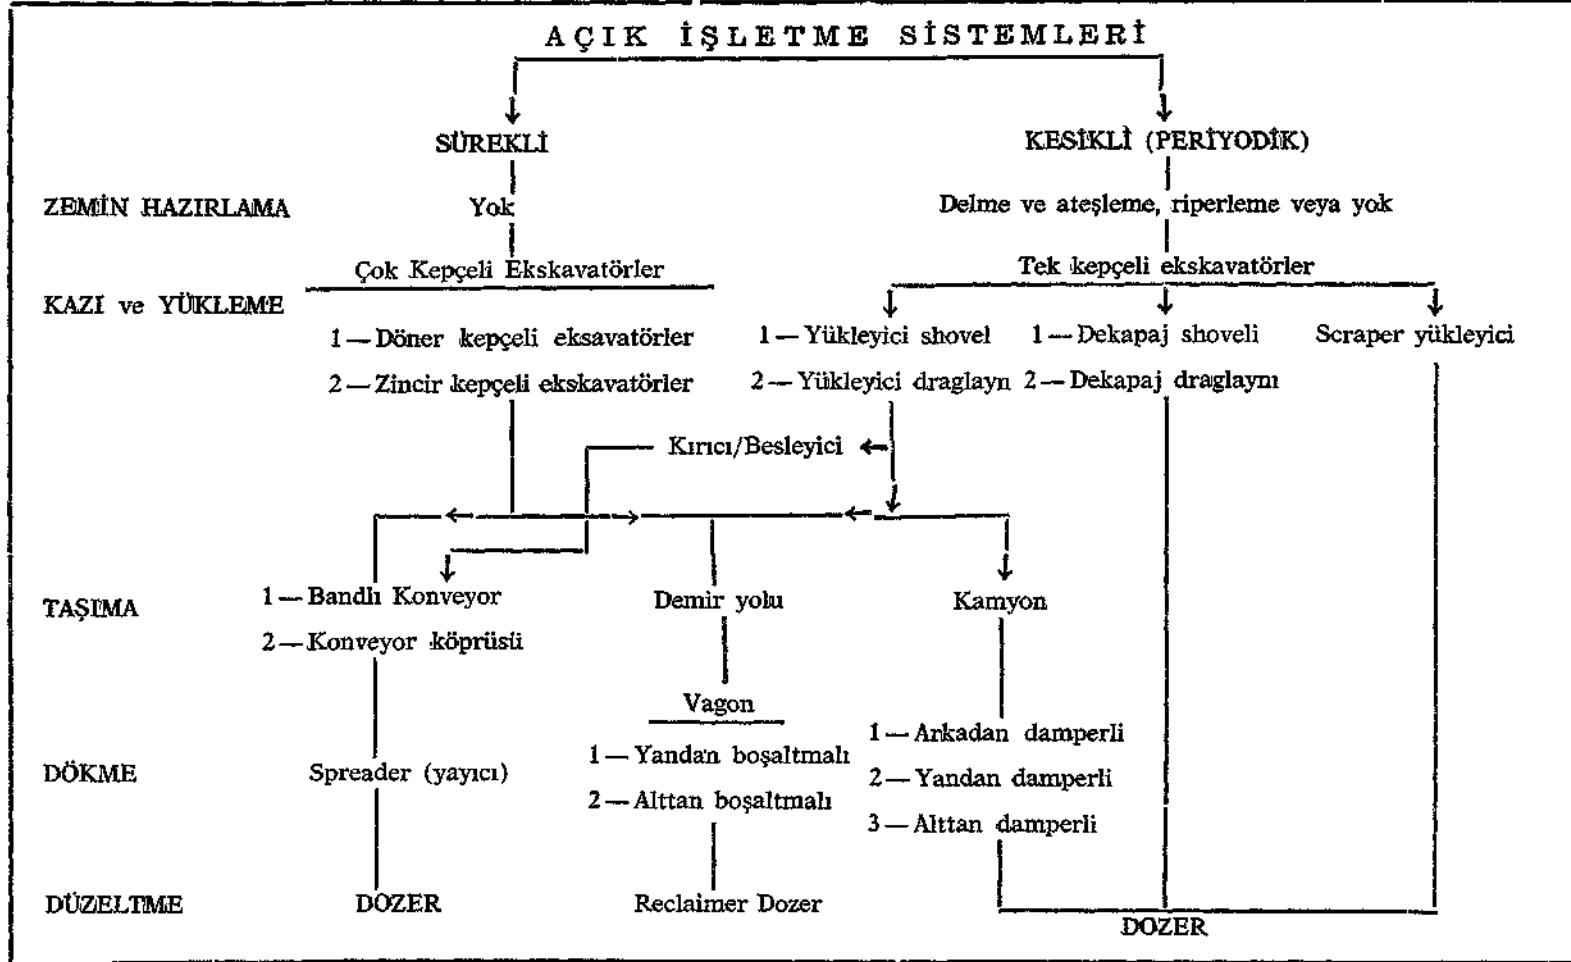 AÇIK İŞLETME SİSTEMLERİ
SÜREKLİ
KESİKLİ (PERİYODİK)
ZEMİN HAZIRLAMA
Yok
Delme ve ateşleme, riperleme veya yok
Çok Kepçeli Ekskavatörler
Tek kepçeli ekskavatörler
KAZI ve YÜKLEME
1 — Döner kepçeli eksavatörler
1 — Yükleyici shovel
1 — Dekapaj shoveli
Scraper yükleyici
2 — Zincir kepçeli ekskavatörler
2 — Yükleyici draglayn
2 — Dekapaj draglaynı
Kırıcı/Besleyici
TAŞIMA
1 — Bandlı Konveyor
Demir yolu
Kamyon
2 — Konveyor köprüsü
Vagon
1 — Arkadan damperli
1 — Yandan boşaltmalı
DÖKME
Spreader (yayıcı)
2 — Yandan damperli
2 — Alttan boşaltmalı
3 — Alttan damperli
DÜZELTME
DOZER
Reclaimer Dozer
DOZER